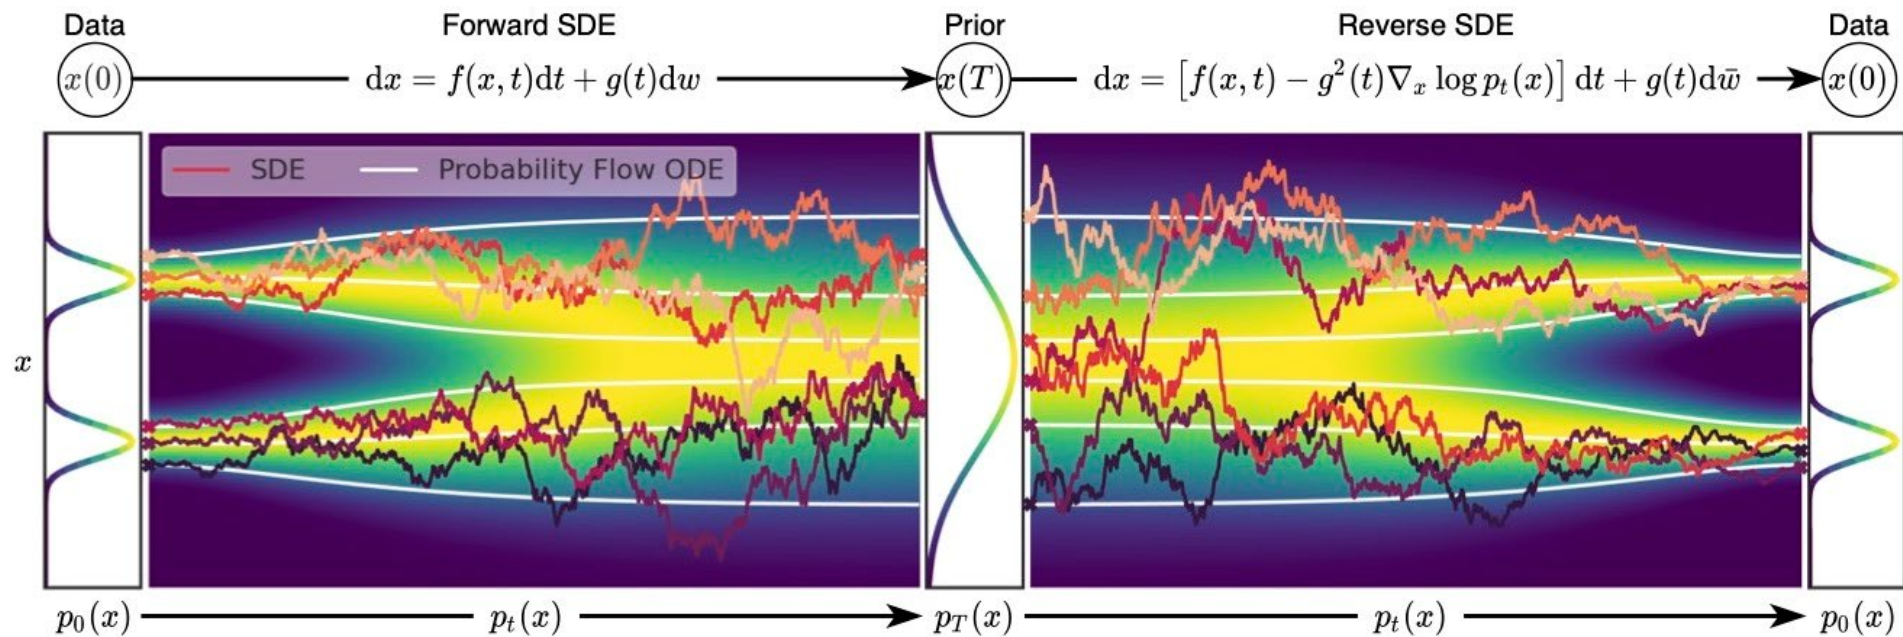 Data Forward SDE Prior Reverse SDE Data
x(0) dx = f(x, t)dt + g(t)dw x(T) dx = [f(x, t) − g²(t)∇ₓ log pₜ(x)] dt + g(t)dw̄ x(0)
SDE Probability Flow ODE
x
p₀(x) pₜ(x) p_T(x) pₜ(x) p₀(x)